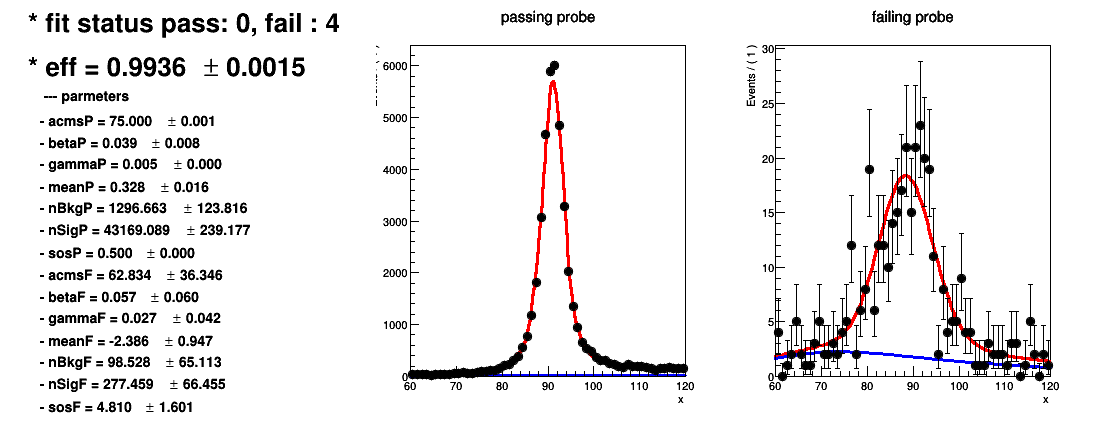 * fit status pass: 0, fail : 4
* eff = 0.9936 ± 0.0015
--- parmeters
- acmsP = 75.000 ± 0.001
- betaP = 0.039 ± 0.008
- gammaP = 0.005 ± 0.000
- meanP = 0.328 ± 0.016
- nBkgP = 1296.663 ± 123.816
- nSigP = 43169.089 ± 239.177
- sosP = 0.500 ± 0.000
- acmsF = 62.834 ± 36.346
- betaF = 0.057 ± 0.060
- gammaF = 0.027 ± 0.042
- meanF = -2.386 ± 0.947
- nBkgF = 98.528 ± 65.113
- nSigF = 277.459 ± 66.455
- sosF = 4.810 ± 1.601
passing probe
6000
5000
4000
3000
2000
1000
0
60 70 80 90 100 110 120
x
failing probe
Events / ( 1 )
30
25
20
15
10
5
0
60 70 80 90 100 110 120
x